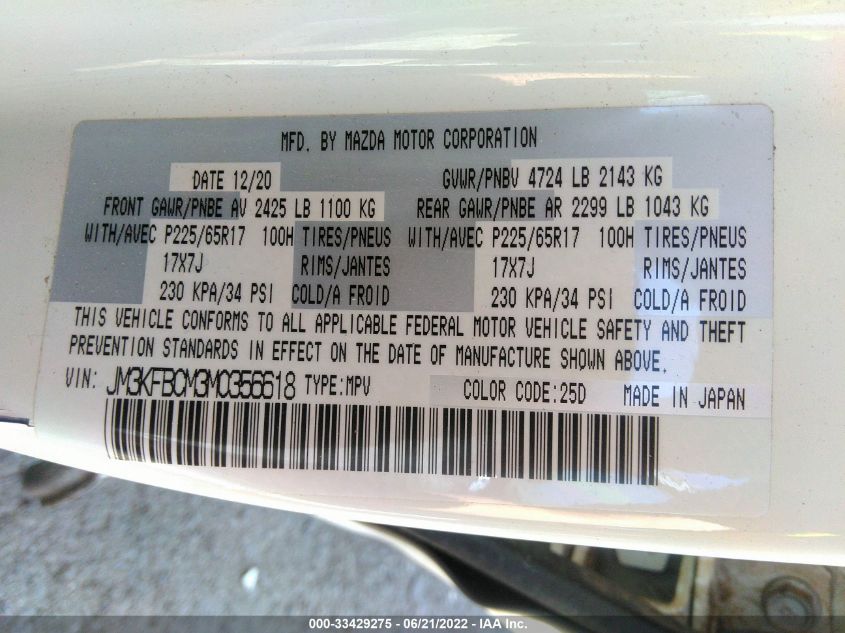 MFD. BY MAZDA MOTOR CORPORATION
DATE 12/20 GVWR/PNBV 4724 LB 2143 KG
FRONT GAWR/PNBE AV 2425 LB 1100 KG REAR GAWR/PNBE AR 2299 LB 1043 KG
WITH/AVEC P225/65R17 100H TIRES/PNEUS WITH/AVEC P225/65R17 100H TIRES/PNEUS
17X7J RIMS/JANTES 17X7J RIMS/JANTES
230 KPA/34 PSI COLD/A FROID 230 KPA/34 PSI COLD/A FROID
THIS VEHICLE CONFORMS TO ALL APPLICABLE FEDERAL MOTOR VEHICLE SAFETY AND THEFT
PREVENTION STANDARDS IN EFFECT ON THE DATE OF MANUFACTURE SHOWN ABOVE.
VIN: JM3KFBCM3M0356618 TYPE:MPV COLOR CODE:25D MADE IN JAPAN
000-33429275 - 06/21/2022 - IAA Inc.